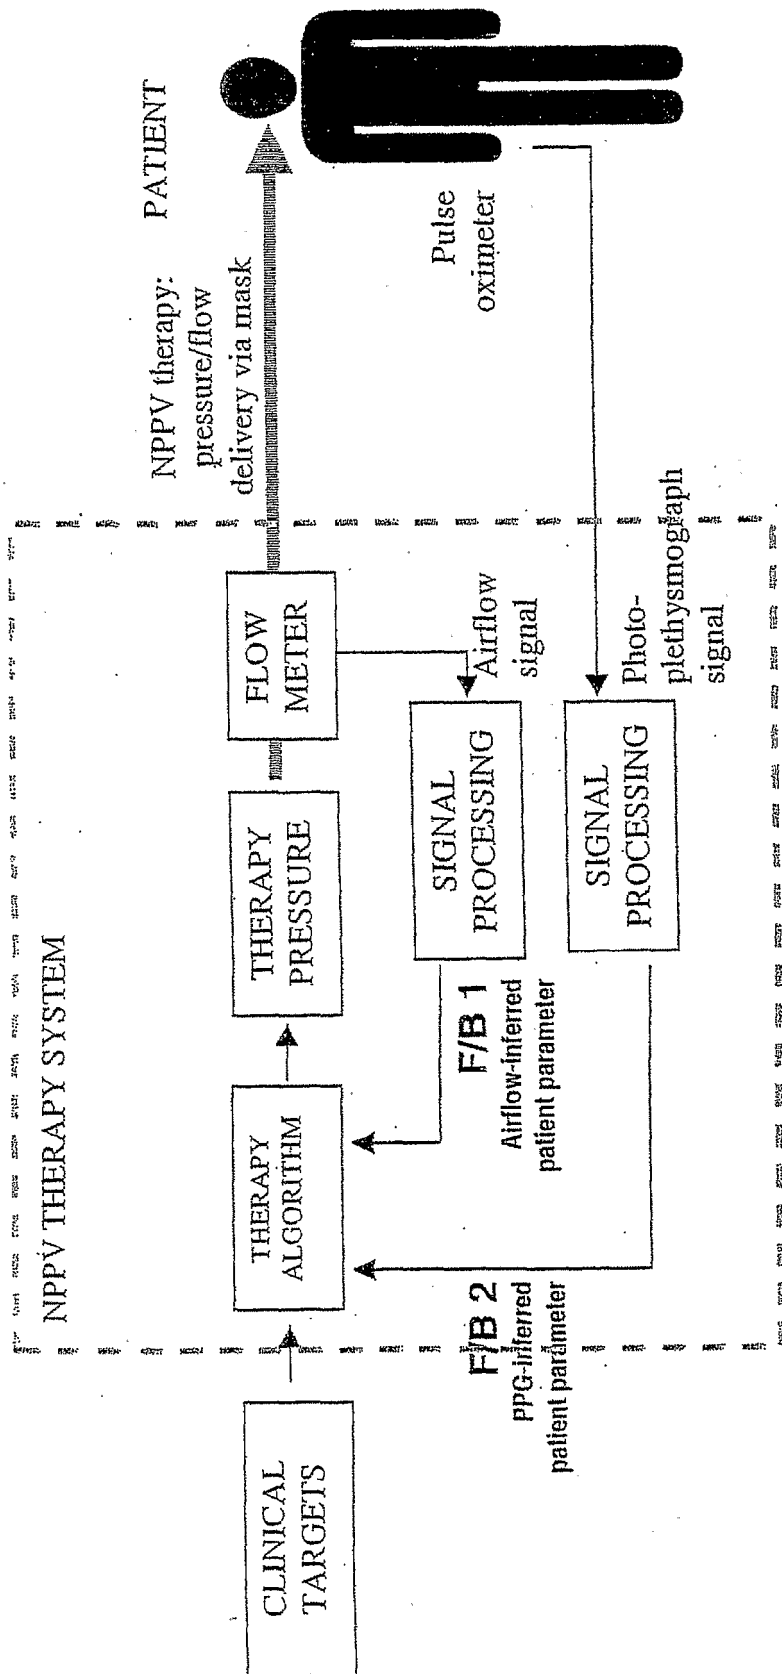 NPPV THERAPY SYSTEM
CLINICAL
TARGETS
THERAPY
ALGORITHM
THERAPY
PRESSURE
FLOW
METER
NPPV therapy:
pressure/flow
delivery via mask
PATIENT
F/B 1
Airflow-inferred
patient parameter
SIGNAL
PROCESSING
Airflow
signal
Pulse
oximeter
F/B 2
PPG-inferred
patient parameter
SIGNAL
PROCESSING
Photo-
plethysmograph
signal